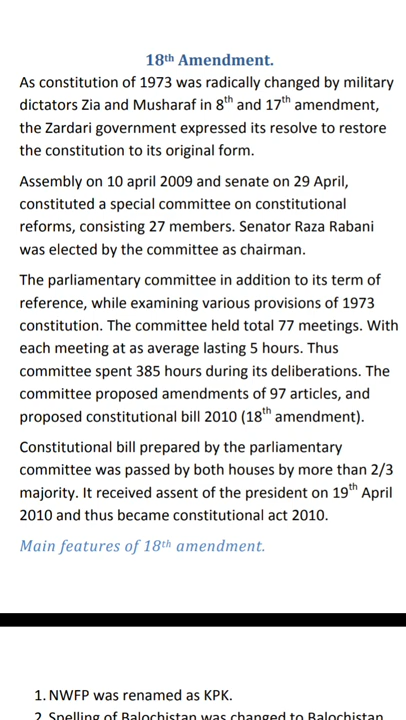 18th Amendment.
As constitution of 1973 was radically changed by military
dictators Zia and Musharaf in 8th and 17th amendment,
the Zardari government expressed its resolve to restore
the constitution to its original form.
Assembly on 10 april 2009 and senate on 29 April,
constituted a special committee on constitutional
reforms, consisting 27 members. Senator Raza Rabani
was elected by the committee as chairman.
The parliamentary committee in addition to its term of
reference, while examining various provisions of 1973
constitution. The committee held total 77 meetings. With
each meeting at as average lasting 5 hours. Thus
committee spent 385 hours during its deliberations. The
committee proposed amendments of 97 articles, and
proposed constitutional bill 2010 (18th amendment).
Constitutional bill prepared by the parliamentary
committee was passed by both houses by more than 2/3
majority. It received assent of the president on 19th April
2010 and thus became constitutional act 2010.
Main features of 18th amendment.
1. NWFP was renamed as KPK.
2. Spelling of Balochistan was changed to Balochistan